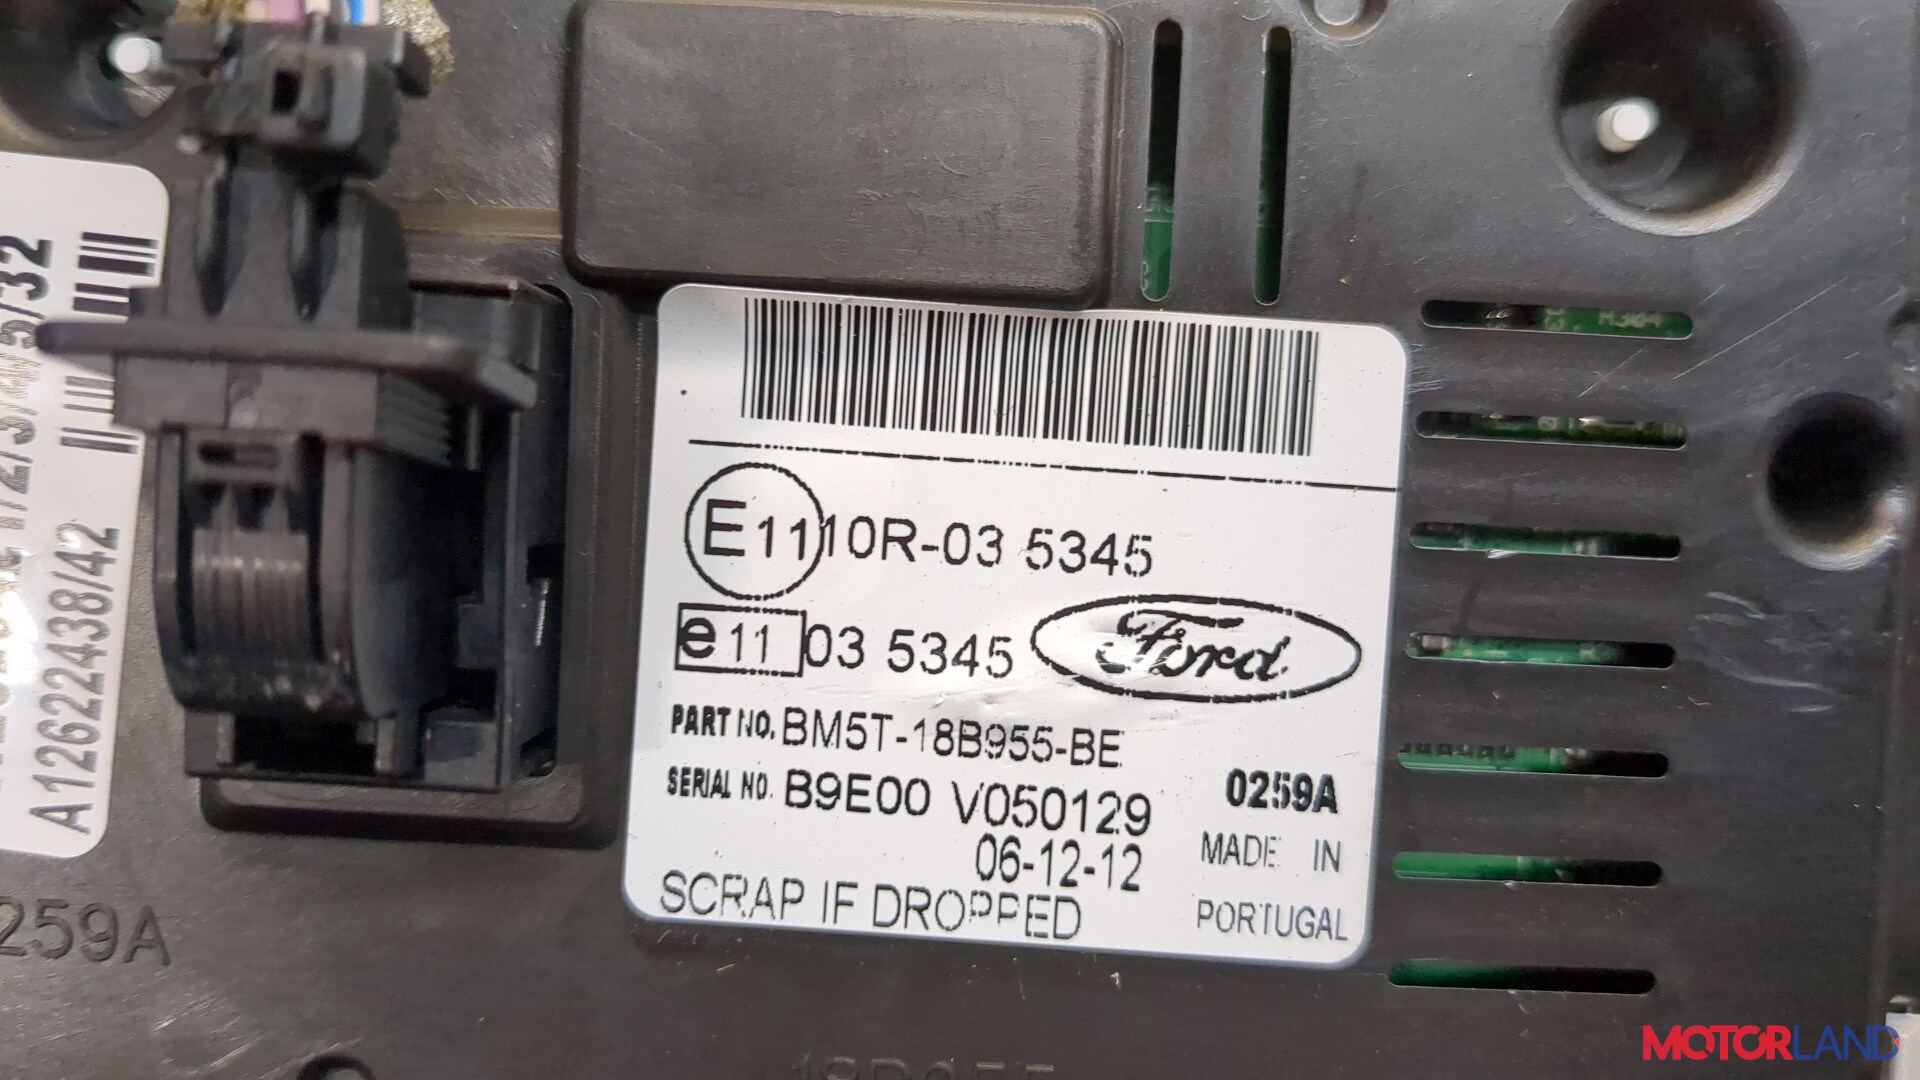 A12622438/42
259A
E11 10R-03 5345
e11 03 5345
Ford
PART NO. BM5T-18B955-BE
SERIAL NO. B9E00 V050129
0259A
06-12-12
MADE IN
SCRAP IF DROPPED
PORTUGAL
MOTORLAND